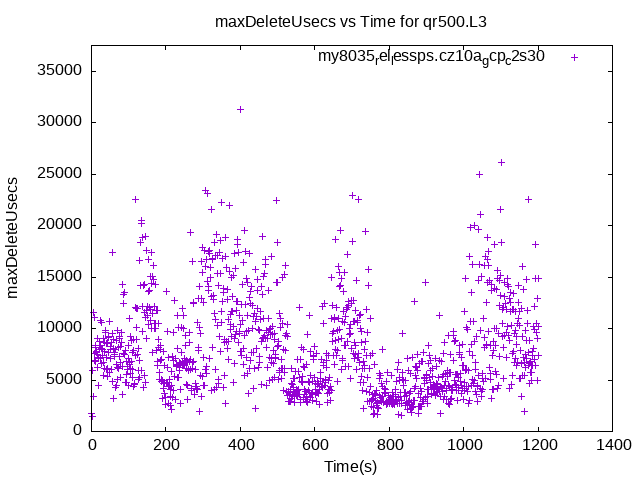 maxDeleteUsecs vs Time for qr500.L3
my8035relessps.cz10agcpc2s30
35000
30000
25000
20000
15000
10000
5000
0
maxDeleteUsecs
0 200 400 600 800 1000 1200 1400
Time(s)